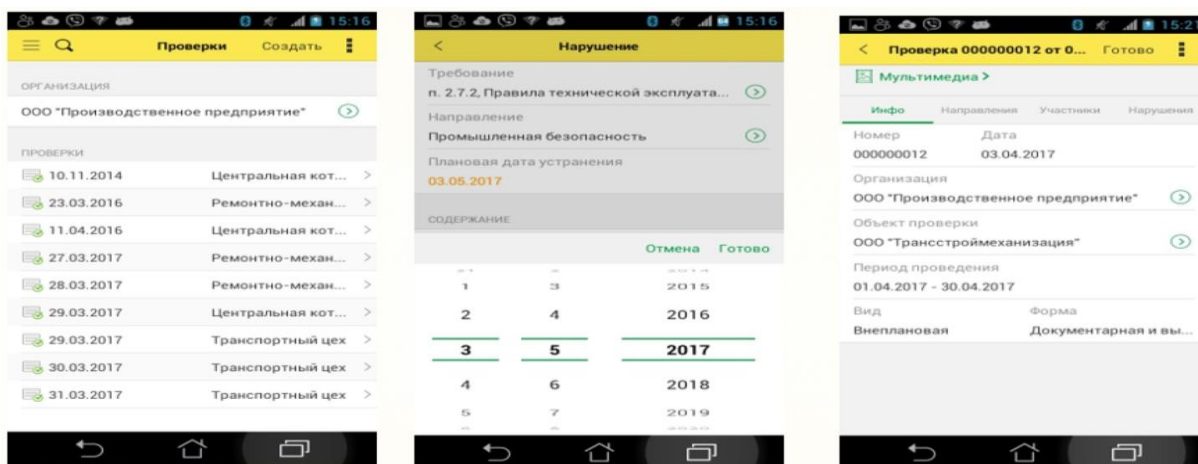 15:16
Проверки Создать
ОРГАНИЗАЦИЯ
ООО "Производственное предприятие"
ПРОВЕРКИ
10.11.2014 Центральная кот...
23.03.2016 Ремонтно-механ...
11.04.2016 Центральная кот...
27.03.2017 Ремонтно-механ...
28.03.2017 Ремонтно-механ...
29.03.2017 Центральная кот...
29.03.2017 Транспортный цех
30.03.2017 Транспортный цех
31.03.2017 Транспортный цех
15:16
Нарушение
Требование
п. 2.7.2, Правила технической эксплуата...
Направление
Промышленная безопасность
Плановая дата устранения
03.05.2017
СОДЕРЖАНИЕ
Отмена Готово
1 3 2015
2 4 2016
3 5 2017
4 6 2018
5 7 2019
15:21
Проверка 000000012 от 0... Готово
Мультимедиа >
Инфо Направления Участники Нарушения
Номер Дата
000000012 03.04.2017
Организация
ООО "Производственное предприятие"
Объект проверки
ООО "Трансстроймеханизация"
Период проведения
01.04.2017 - 30.04.2017
Вид Форма
Внеплановая Документарная и вы...